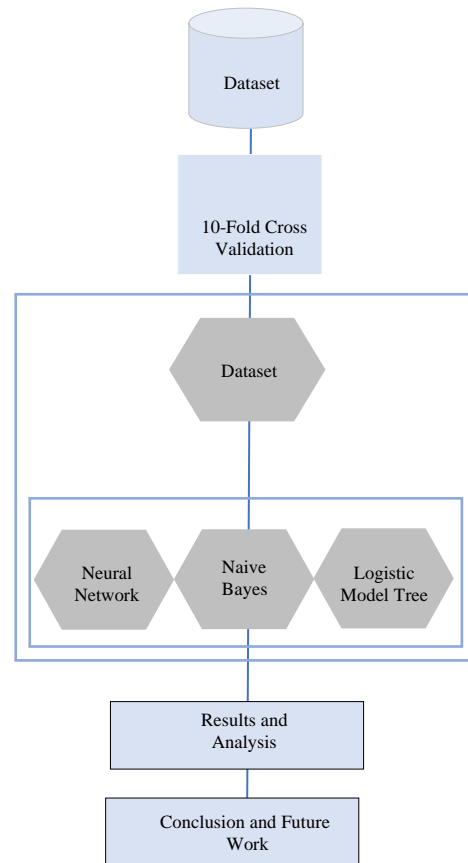 Dataset
10-Fold Cross
Validation
Dataset
Neural
Network
Naive
Bayes
Logistic
Model Tree
Results and
Analysis
Conclusion and Future
Work